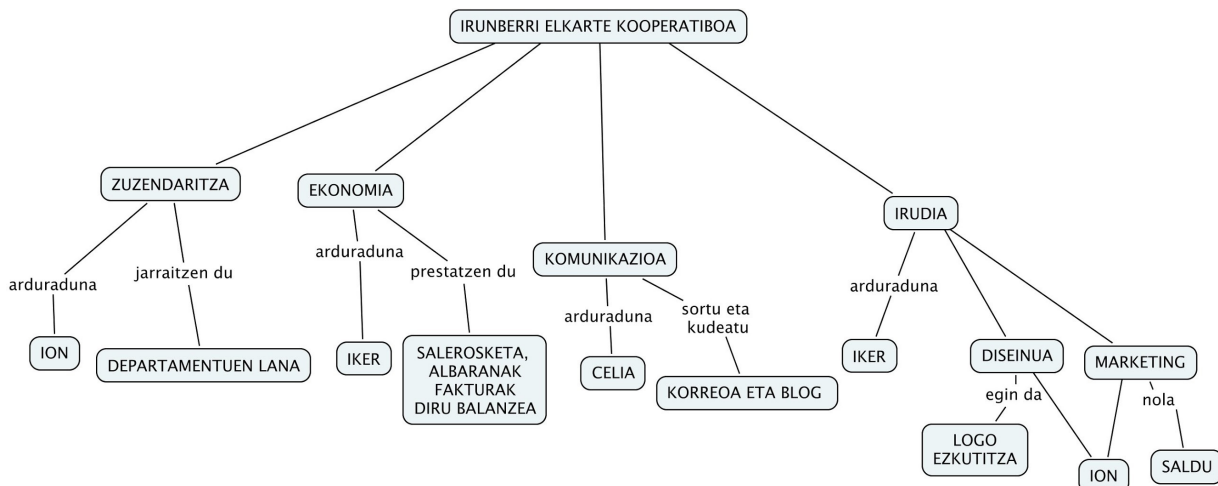 IRUNBERRI ELKARTE KOOPERATIBOA
ZUZENDARITZA
EKONOMIA
IRUDIA
KOMUNIKAZIOA
arduraduna
jarraitzen du
arduraduna
prestatzen du
arduraduna
sortu eta
kudeatu
arduraduna
ION
DEPARTAMENTUEN LANA
IKER
SALEROSKETA,
ALBARANAK
FAKTURAK
DIRU BALANZEA
CELIA
KORREOA ETA BLOG
IKER
DISEINUA
MARKETING
egin da
nola
LOGO
EZKUTITZA
ION
SALDU